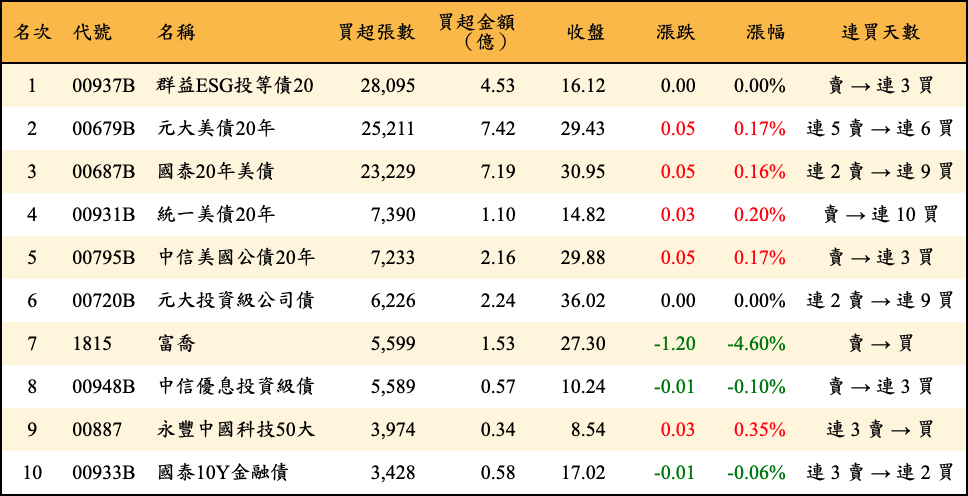 名次 代號 名稱 買超張數 買超金額（億） 收盤 漲跌 漲幅 連買天數
1 00937B 群益ESG投等債20 28,095 4.53 16.12 0.00 0.00% 賣 → 連 3 買
2 00679B 元大美債20年 25,211 7.42 29.43 0.05 0.17% 連 5 賣 → 連 6 買
3 00687B 國泰20年美債 23,229 7.19 30.95 0.05 0.16% 連 2 賣 → 連 9 買
4 00931B 統一美債20年 7,390 1.10 14.82 0.03 0.20% 賣 → 連 10 買
5 00795B 中信美國公債20年 7,233 2.16 29.88 0.05 0.17% 賣 → 連 3 買
6 00720B 元大投資級公司債 6,226 2.24 36.02 0.00 0.00% 連 2 賣 → 連 9 買
7 1815 富喬 5,599 1.53 27.30 -1.20 -4.60% 賣 → 買
8 00948B 中信優息投資級債 5,589 0.57 10.24 -0.01 -0.10% 賣 → 連 3 買
9 00887 永豐中國科技50大 3,974 0.34 8.54 0.03 0.35% 連 3 賣 → 買
10 00933B 國泰10Y金融債 3,428 0.58 17.02 -0.01 -0.06% 連 3 賣 → 連 2 買